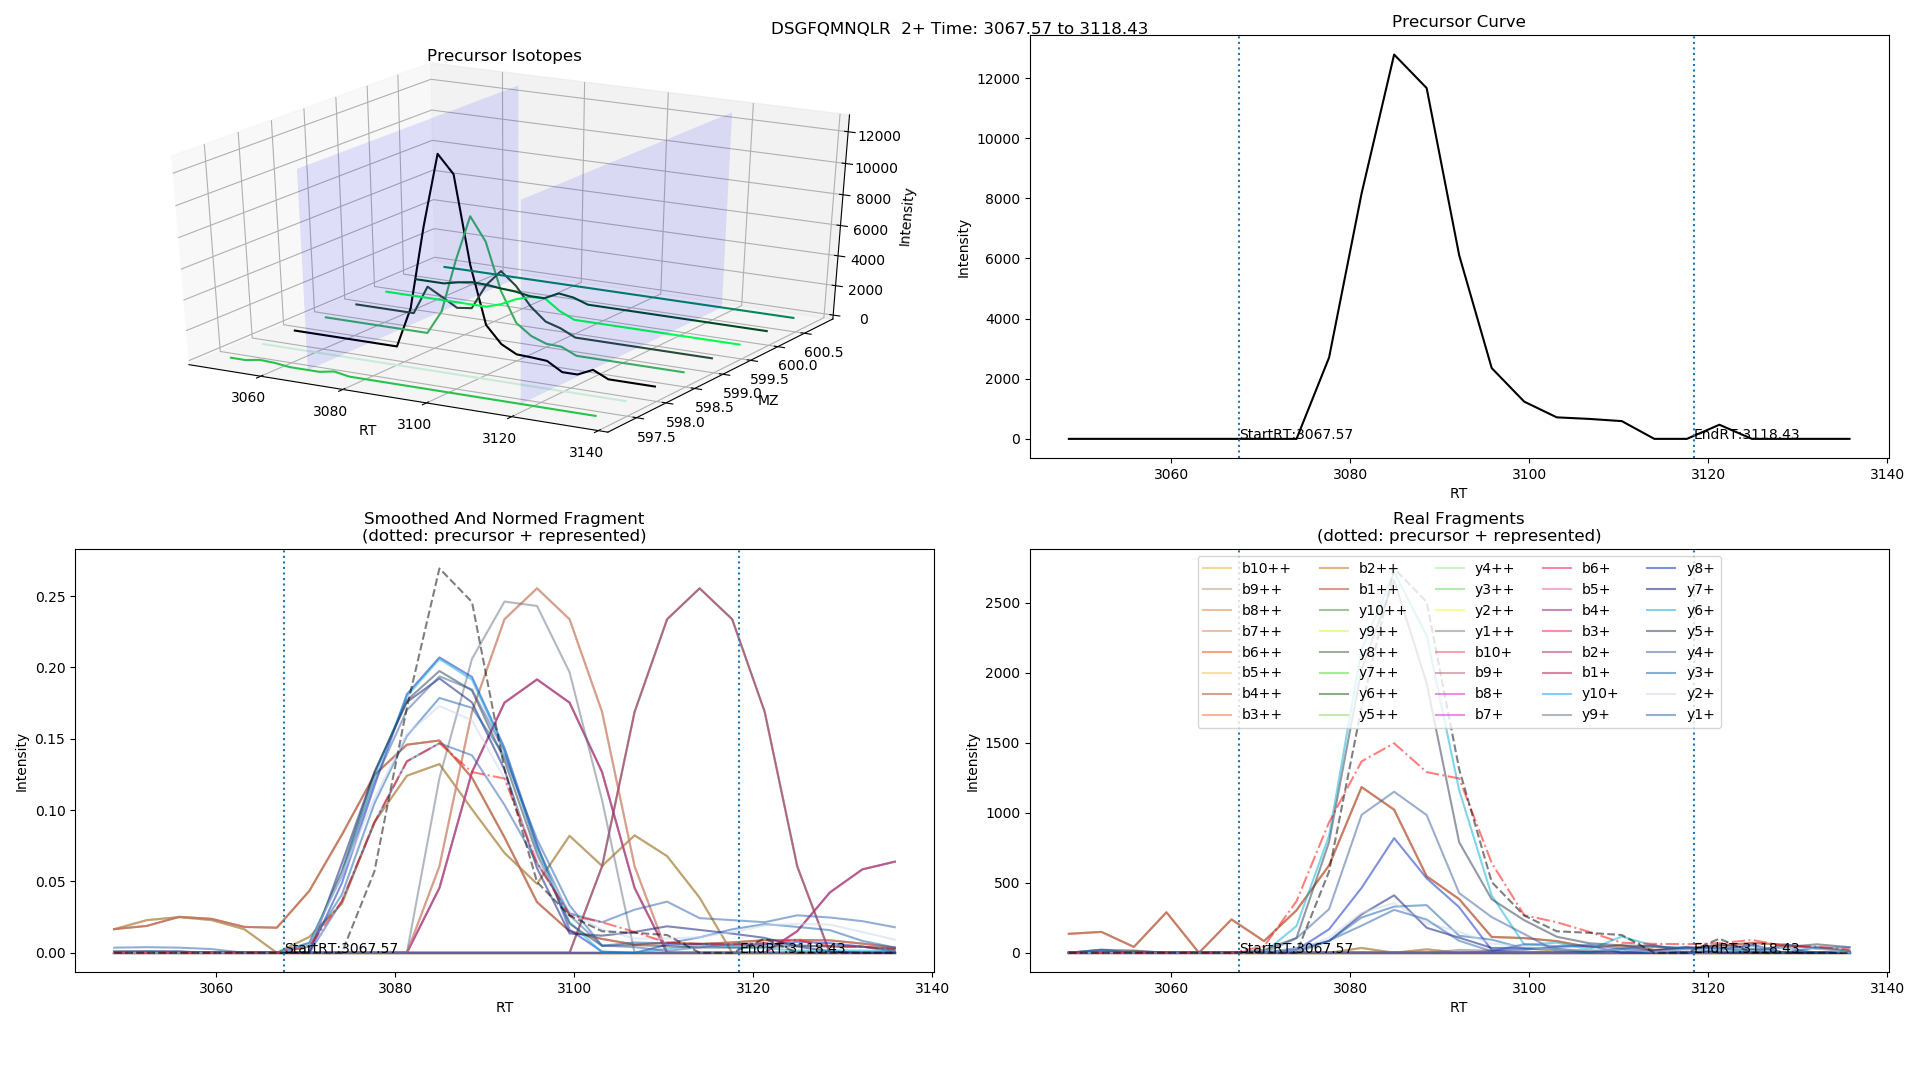 DSGFQMNQLR  2+ Time: 3067.57 to 3118.43
Precursor Isotopes
12000
10000
8000
6000
4000
2000
0
Intensity
3060
3080
3100
3120
3140
RT
597.5
598.0
598.5
599.0
599.5
600.0
600.5
MZ
Precursor Curve
12000
10000
8000
6000
4000
2000
0
Intensity
StartRT:3067.57
EndRT:3118.43
3060
3080
3100
3120
3140
RT
Smoothed And Normed Fragment
(dotted: precursor + represented)
0.25
0.20
0.15
0.10
0.05
0.00
Intensity
StartRT:3067.57
EndRT:3118.43
3060
3080
3100
3120
3140
RT
Real Fragments
(dotted: precursor + represented)
2500
2000
1500
1000
500
0
Intensity
b10++
b9++
b8++
b7++
b6++
b5++
b4++
b3++
b2++
b1++
y10++
y9++
y8++
y7++
y6++
y5++
y4++
y3++
y2++
y1++
b10+
b9+
b8+
b7+
b6+
b5+
b4+
b3+
b2+
b1+
y10+
y9+
y8+
y7+
y6+
y5+
y4+
y3+
y2+
y1+
StartRT:3067.57
EndRT:3118.43
3060
3080
3100
3120
3140
RT